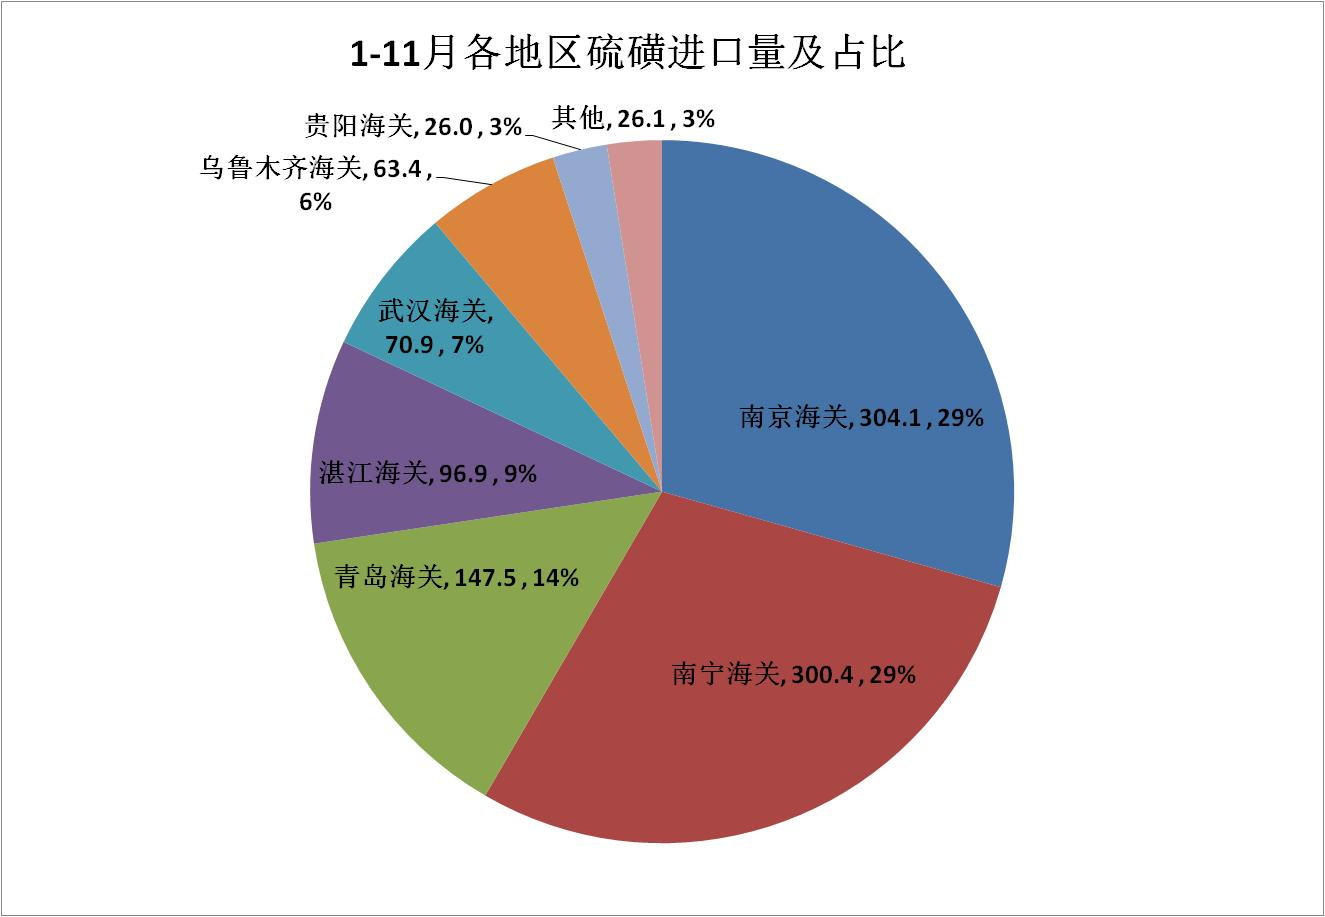 1-11月各地区硫磺进口量及占比
贵阳海关, 26.0 , 3%
其他, 26.1 , 3%
乌鲁木齐海关, 63.4 ,
6%
武汉海关,
70.9 , 7%
南京海关, 304.1 , 29%
湛江海关, 96.9 , 9%
青岛海关, 147.5 , 14%
南宁海关, 300.4 , 29%